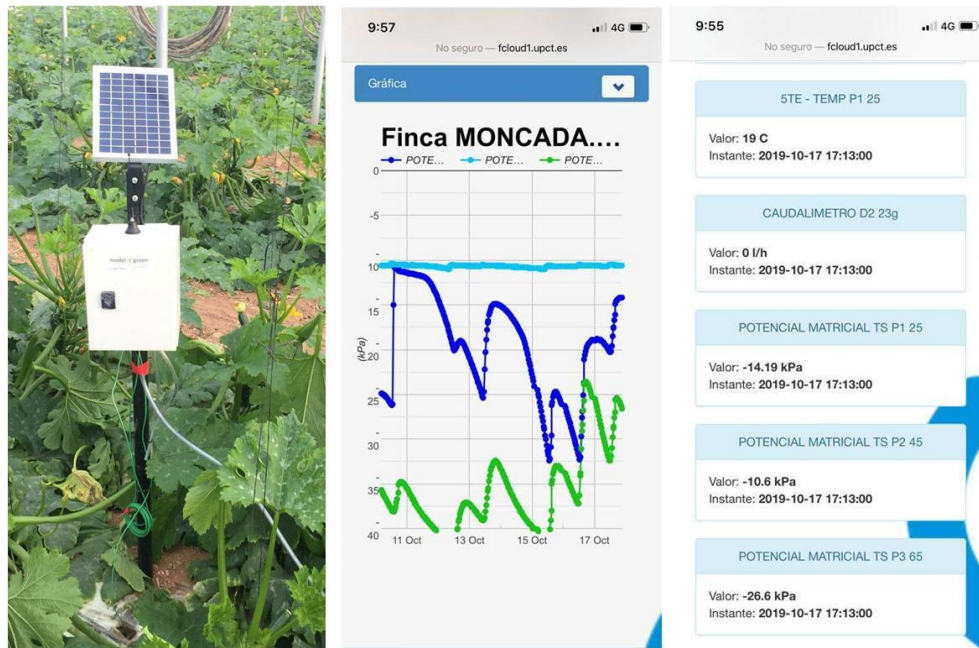 model green
9:57
4G
No seguro — fcloud1.upct.es
Gráfica
Finca MONCADA....
POTE... POTE... POTE...
0
-5
-
10
-
15
-
20
-
25
-
30
-
35
-
40
(kPa)
11 Oct 13 Oct 15 Oct 17 Oct
9:55
4G
No seguro — fcloud1.upct.es
5TE - TEMP P1 25
Valor: 19 C
Instante: 2019-10-17 17:13:00
CAUDALIMETRO D2 23g
Valor: 0 l/h
Instante: 2019-10-17 17:13:00
POTENCIAL MATRICIAL TS P1 25
Valor: -14.19 kPa
Instante: 2019-10-17 17:13:00
POTENCIAL MATRICIAL TS P2 45
Valor: -10.6 kPa
Instante: 2019-10-17 17:13:00
POTENCIAL MATRICIAL TS P3 65
Valor: -26.6 kPa
Instante: 2019-10-17 17:13:00